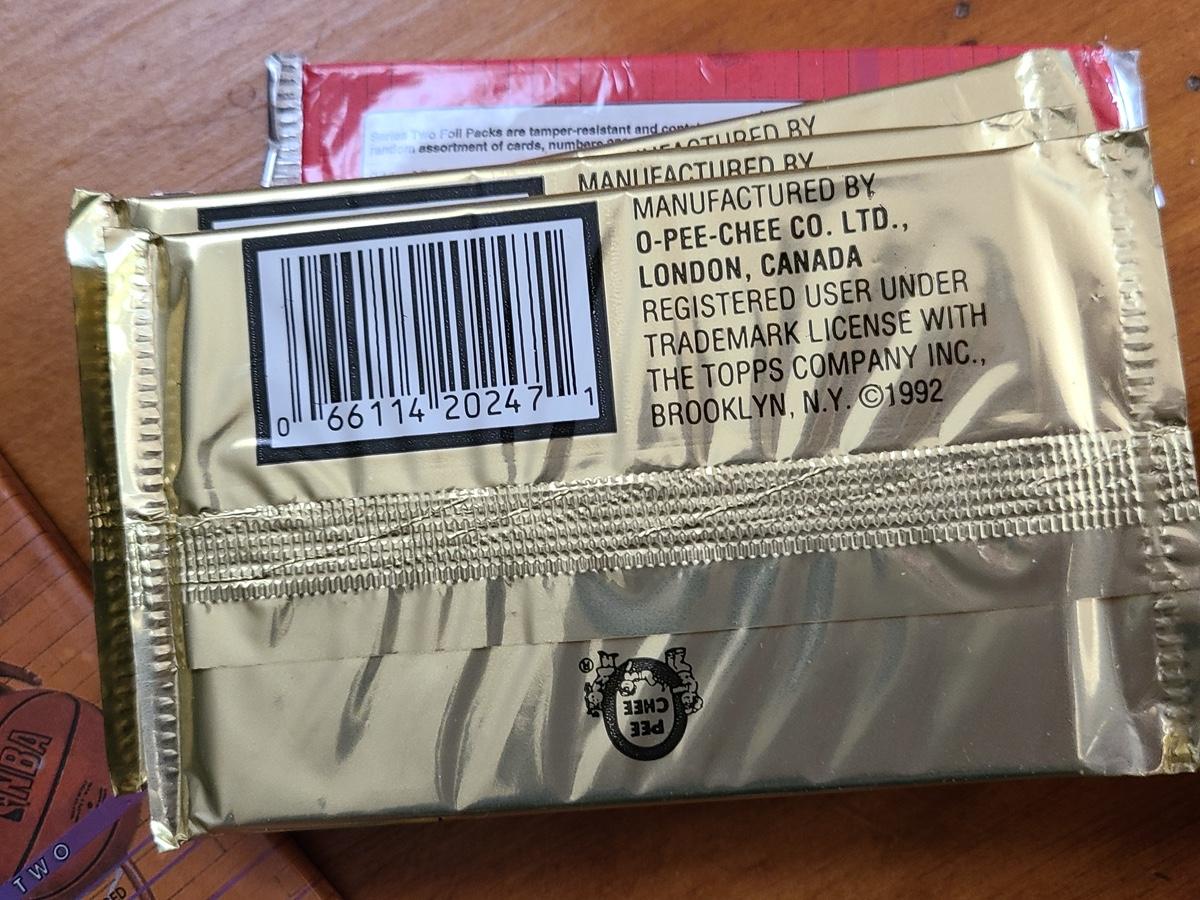 Series Two Foil Packs are tamper-resistant and
random assortment of cards, numbers
MANUFACTURED BY
MANUFACTURED BY
MANUFACTURED BY
O-PEE-CHEE CO. LTD.,
LONDON, CANADA
REGISTERED USER UNDER
TRADEMARK LICENSE WITH
THE TOPPS COMPANY INC.,
BROOKLYN, N.Y. ©1992
0 66114 20247 1
O
PEE
CHEE
®
NBA
TWO